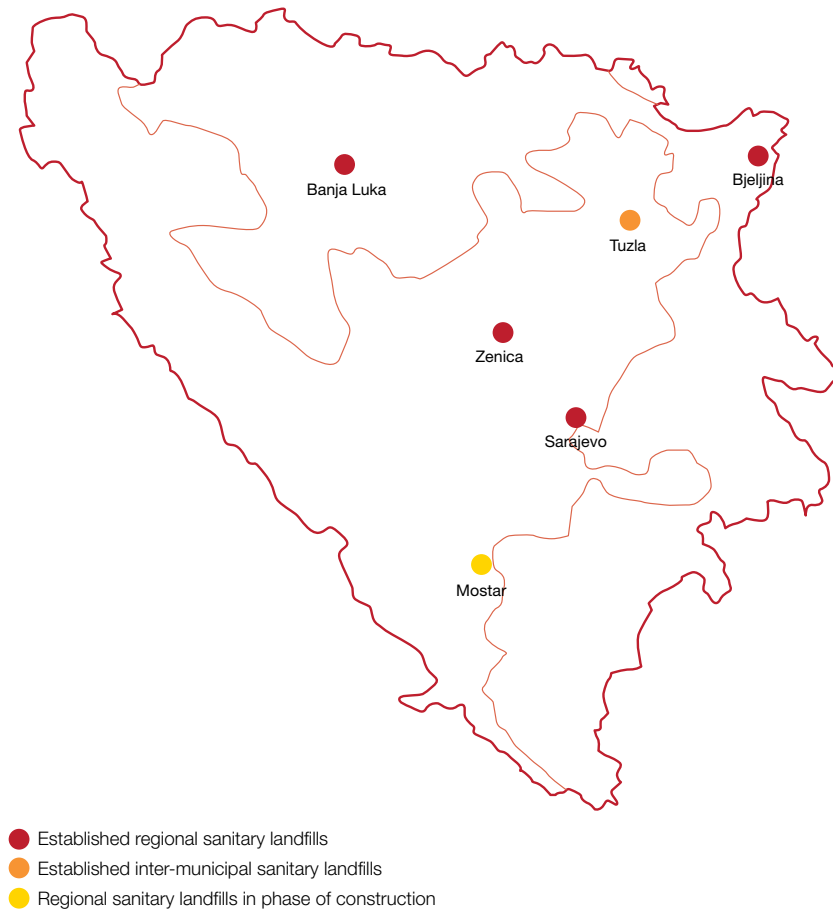 Banja Luka
Bjeljina
Tuzla
Zenica
Sarajevo
Mostar
Established regional sanitary landfills
Established inter-municipal sanitary landfills
Regional sanitary landfills in phase of construction